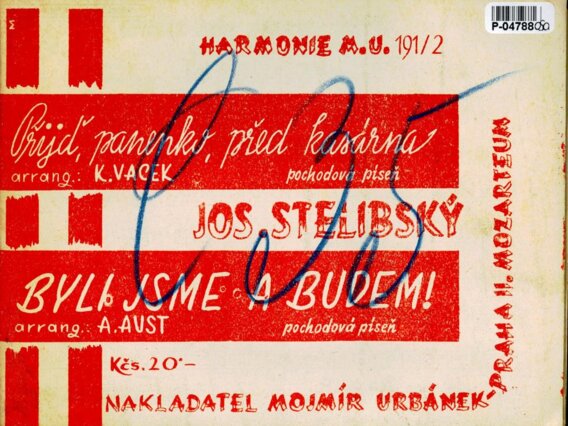 P-04788
HARMONIE M.U. 191/2
Přijď, panenko, před kasárna
arrang.: K. VACEK pochodová píseň
JOS. STELIBSKÝ
BYLI JSME A BUDEM!
arrang.: A. AUST pochodová píseň
Kčs. 20·-
NAKLADATEL MOJMÍR URBÁNEK
PRAHA II. MOZARTEUM